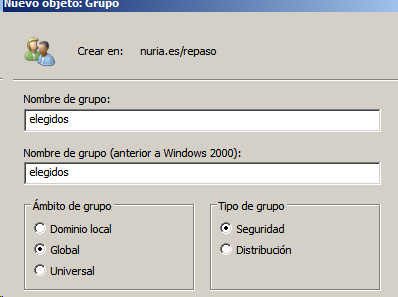 Nuevo objeto: Grupo
Crear en: nuria.es/repaso
Nombre de grupo:
elegidos
Nombre de grupo (anterior a Windows 2000):
elegidos
Ámbito de grupo
Dominio local
Global
Universal
Tipo de grupo
Seguridad
Distribución